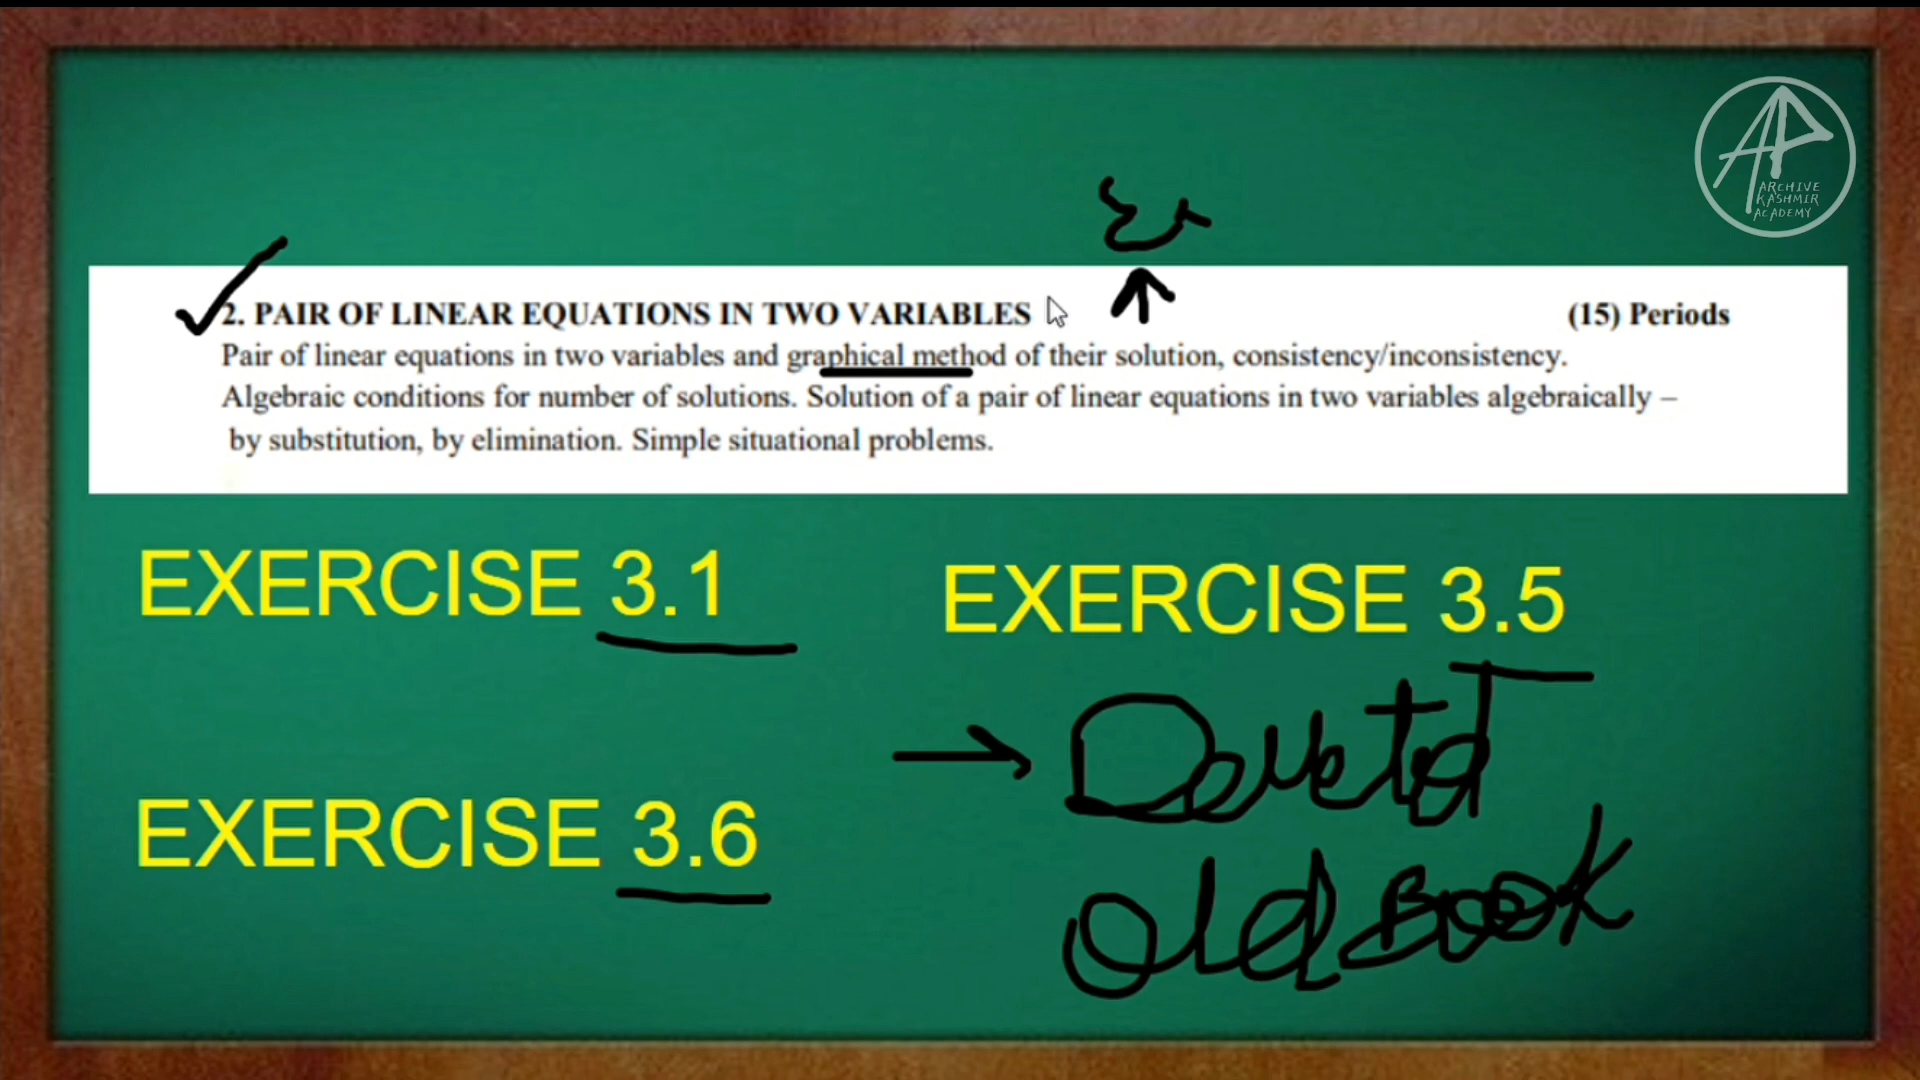 ARCHIVE
KASHMIR
ACADEMY
2. PAIR OF LINEAR EQUATIONS IN TWO VARIABLES (15) Periods
Pair of linear equations in two variables and graphical method of their solution, consistency/inconsistency.
Algebraic conditions for number of solutions. Solution of a pair of linear equations in two variables algebraically –
by substitution, by elimination. Simple situational problems.
EXERCISE 3.1
EXERCISE 3.5
Deleted
old Book
EXERCISE 3.6